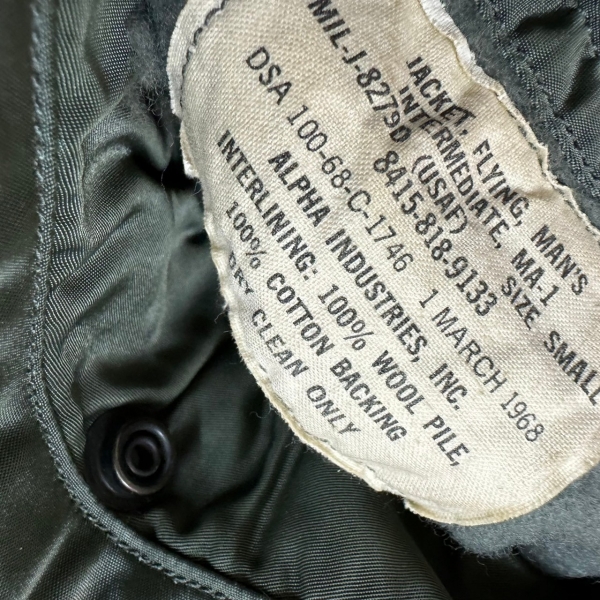 JACKET, FLYING, MAN'S
INTERMEDIATE, MA-1
MIL-J-8279D (USAF)
8415-818-9133 SIZE SMALL
DSA 100-68-C-1746 1 MARCH 1968
ALPHA INDUSTRIES, INC.
INTERLINING: 100% WOOL PILE,
100% COTTON BACKING
DRY CLEAN ONLY